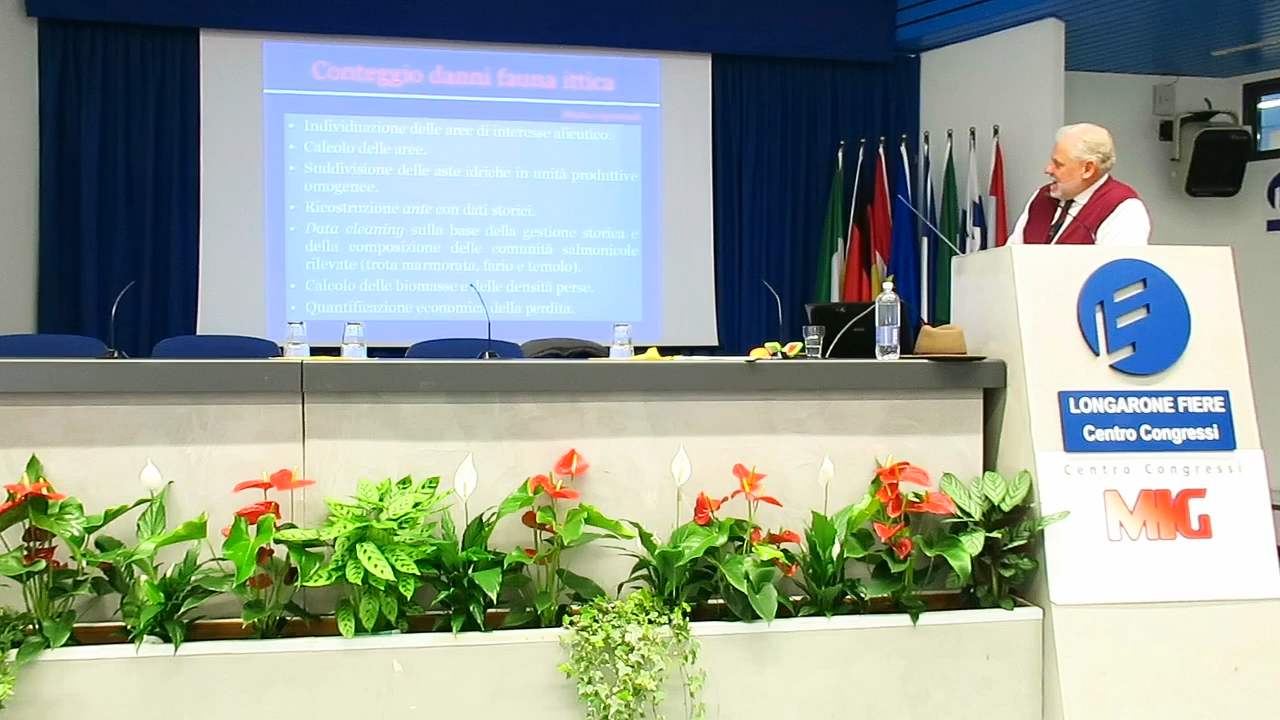 Conteggio danni fauna ittica
• Individuazione delle aree di interesse alieutico.
• Calcolo delle aree.
• Suddivisione delle aste idriche in unità produttive
omogenee.
• Ricostruzione ante con dati storici.
• Data cleaning sulla base della gestione storica e
della composizione delle comunità salmonicole
rilevate (trota marmorata, fario e temolo).
• Calcolo delle biomasse e delle densità perse.
• Quantificazione economica della perdita.
LONGARONE FIERE
Centro Congressi
Centro Congressi
MIG